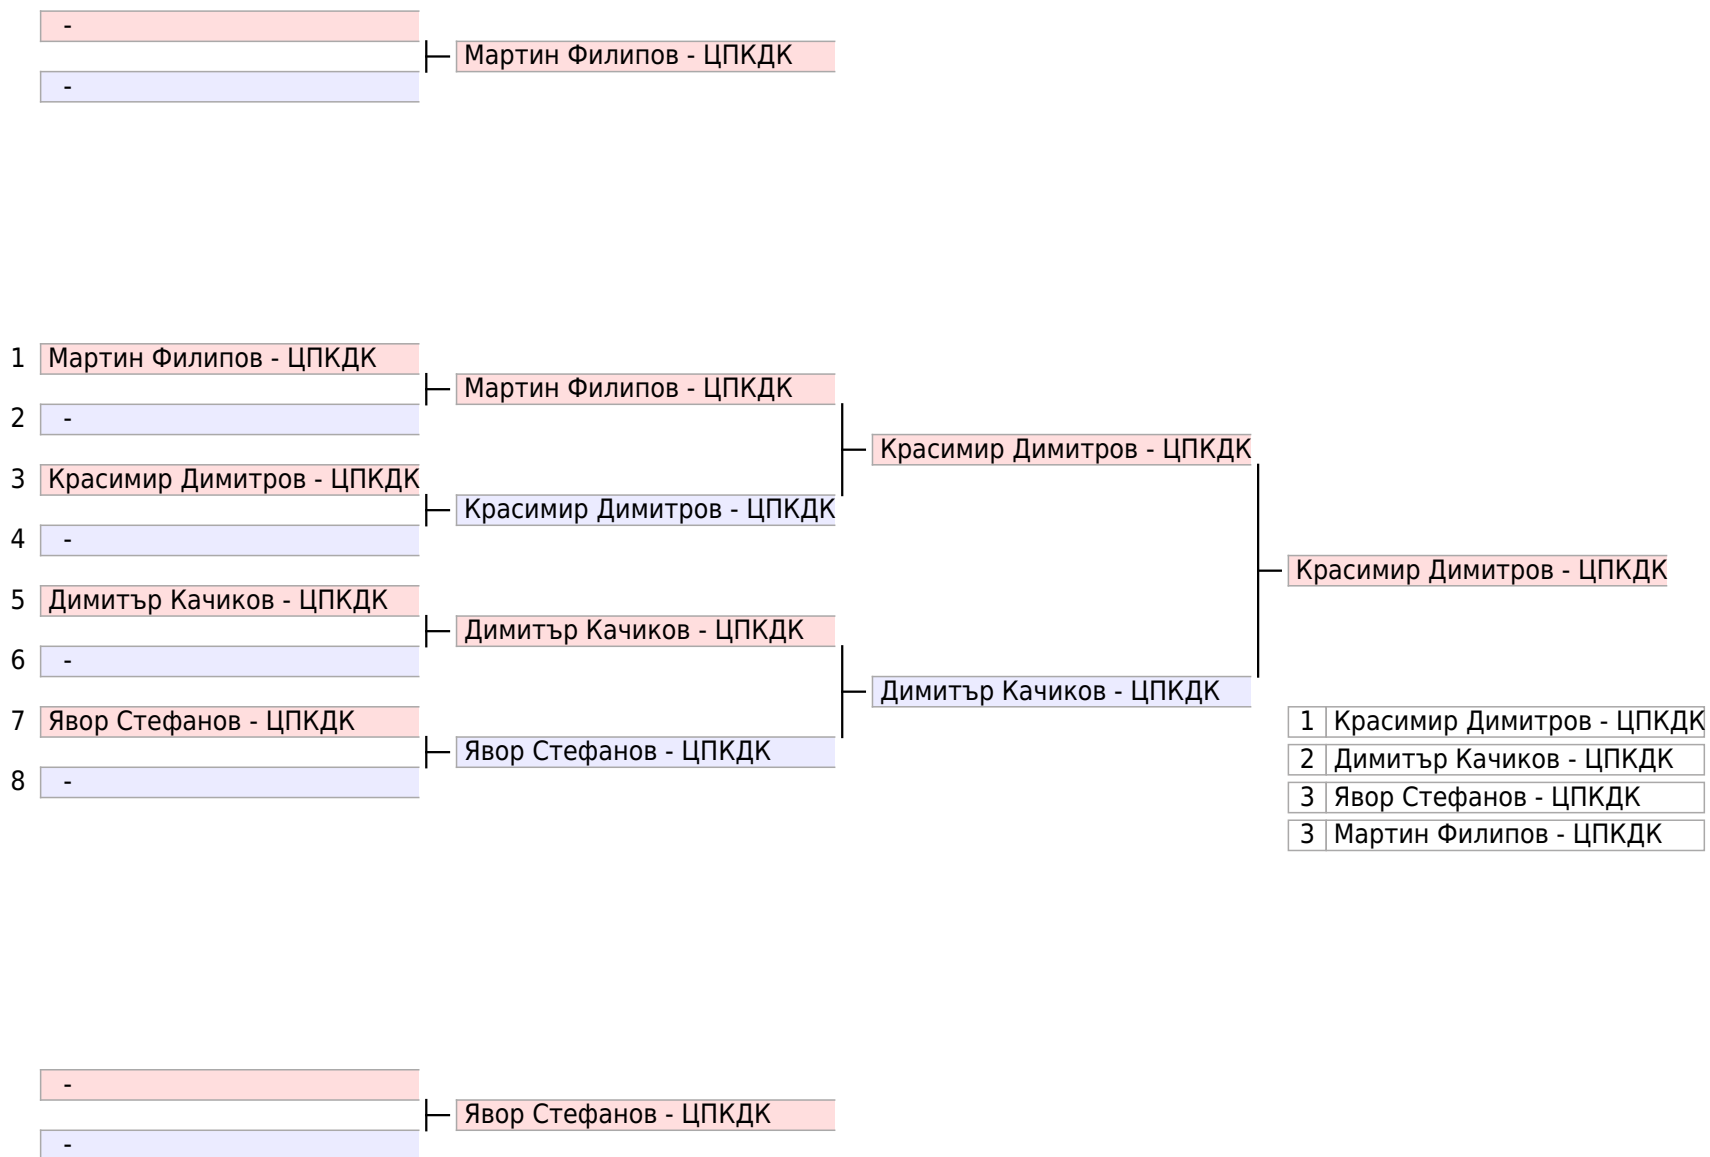 -
Мартин Филипов - ЦПКДК
-
1 Мартин Филипов - ЦПКДК
Мартин Филипов - ЦПКДК
2 -
Красимир Димитров - ЦПКДК
3 Красимир Димитров - ЦПКДК
Красимир Димитров - ЦПКДК
4 -
Красимир Димитров - ЦПКДК
5 Димитър Качиков - ЦПКДК
Димитър Качиков - ЦПКДК
6 -
Димитър Качиков - ЦПКДК
7 Явор Стефанов - ЦПКДК
Явор Стефанов - ЦПКДК
8 -
1 Красимир Димитров - ЦПКДК
2 Димитър Качиков - ЦПКДК
3 Явор Стефанов - ЦПКДК
3 Мартин Филипов - ЦПКДК
-
Явор Стефанов - ЦПКДК
-